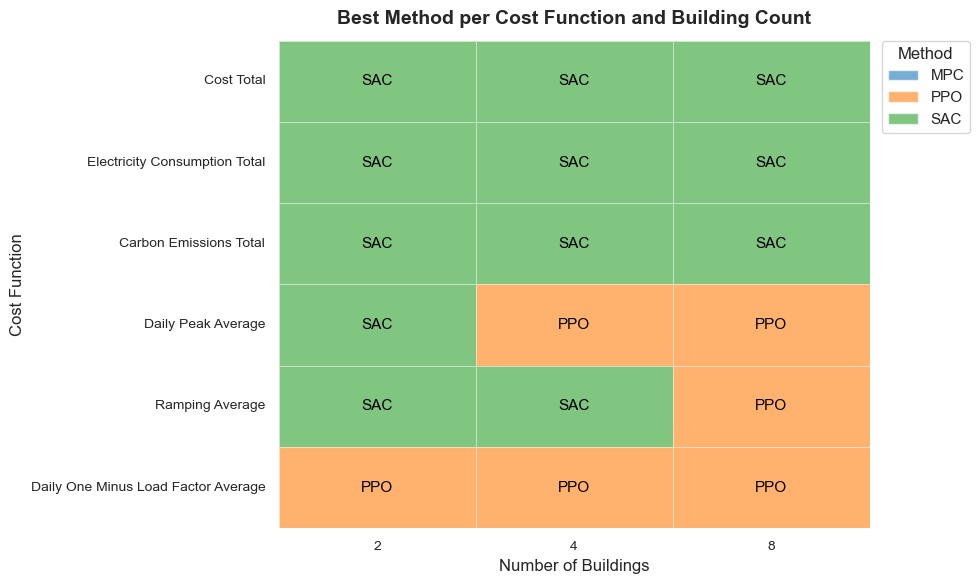 Best Method per Cost Function and Building Count
Method
MPC
PPO
SAC
Cost Function
Cost Total SAC SAC SAC
Electricity Consumption Total SAC SAC SAC
Carbon Emissions Total SAC SAC SAC
Daily Peak Average SAC PPO PPO
Ramping Average SAC SAC PPO
Daily One Minus Load Factor Average PPO PPO PPO
2 4 8
Number of Buildings